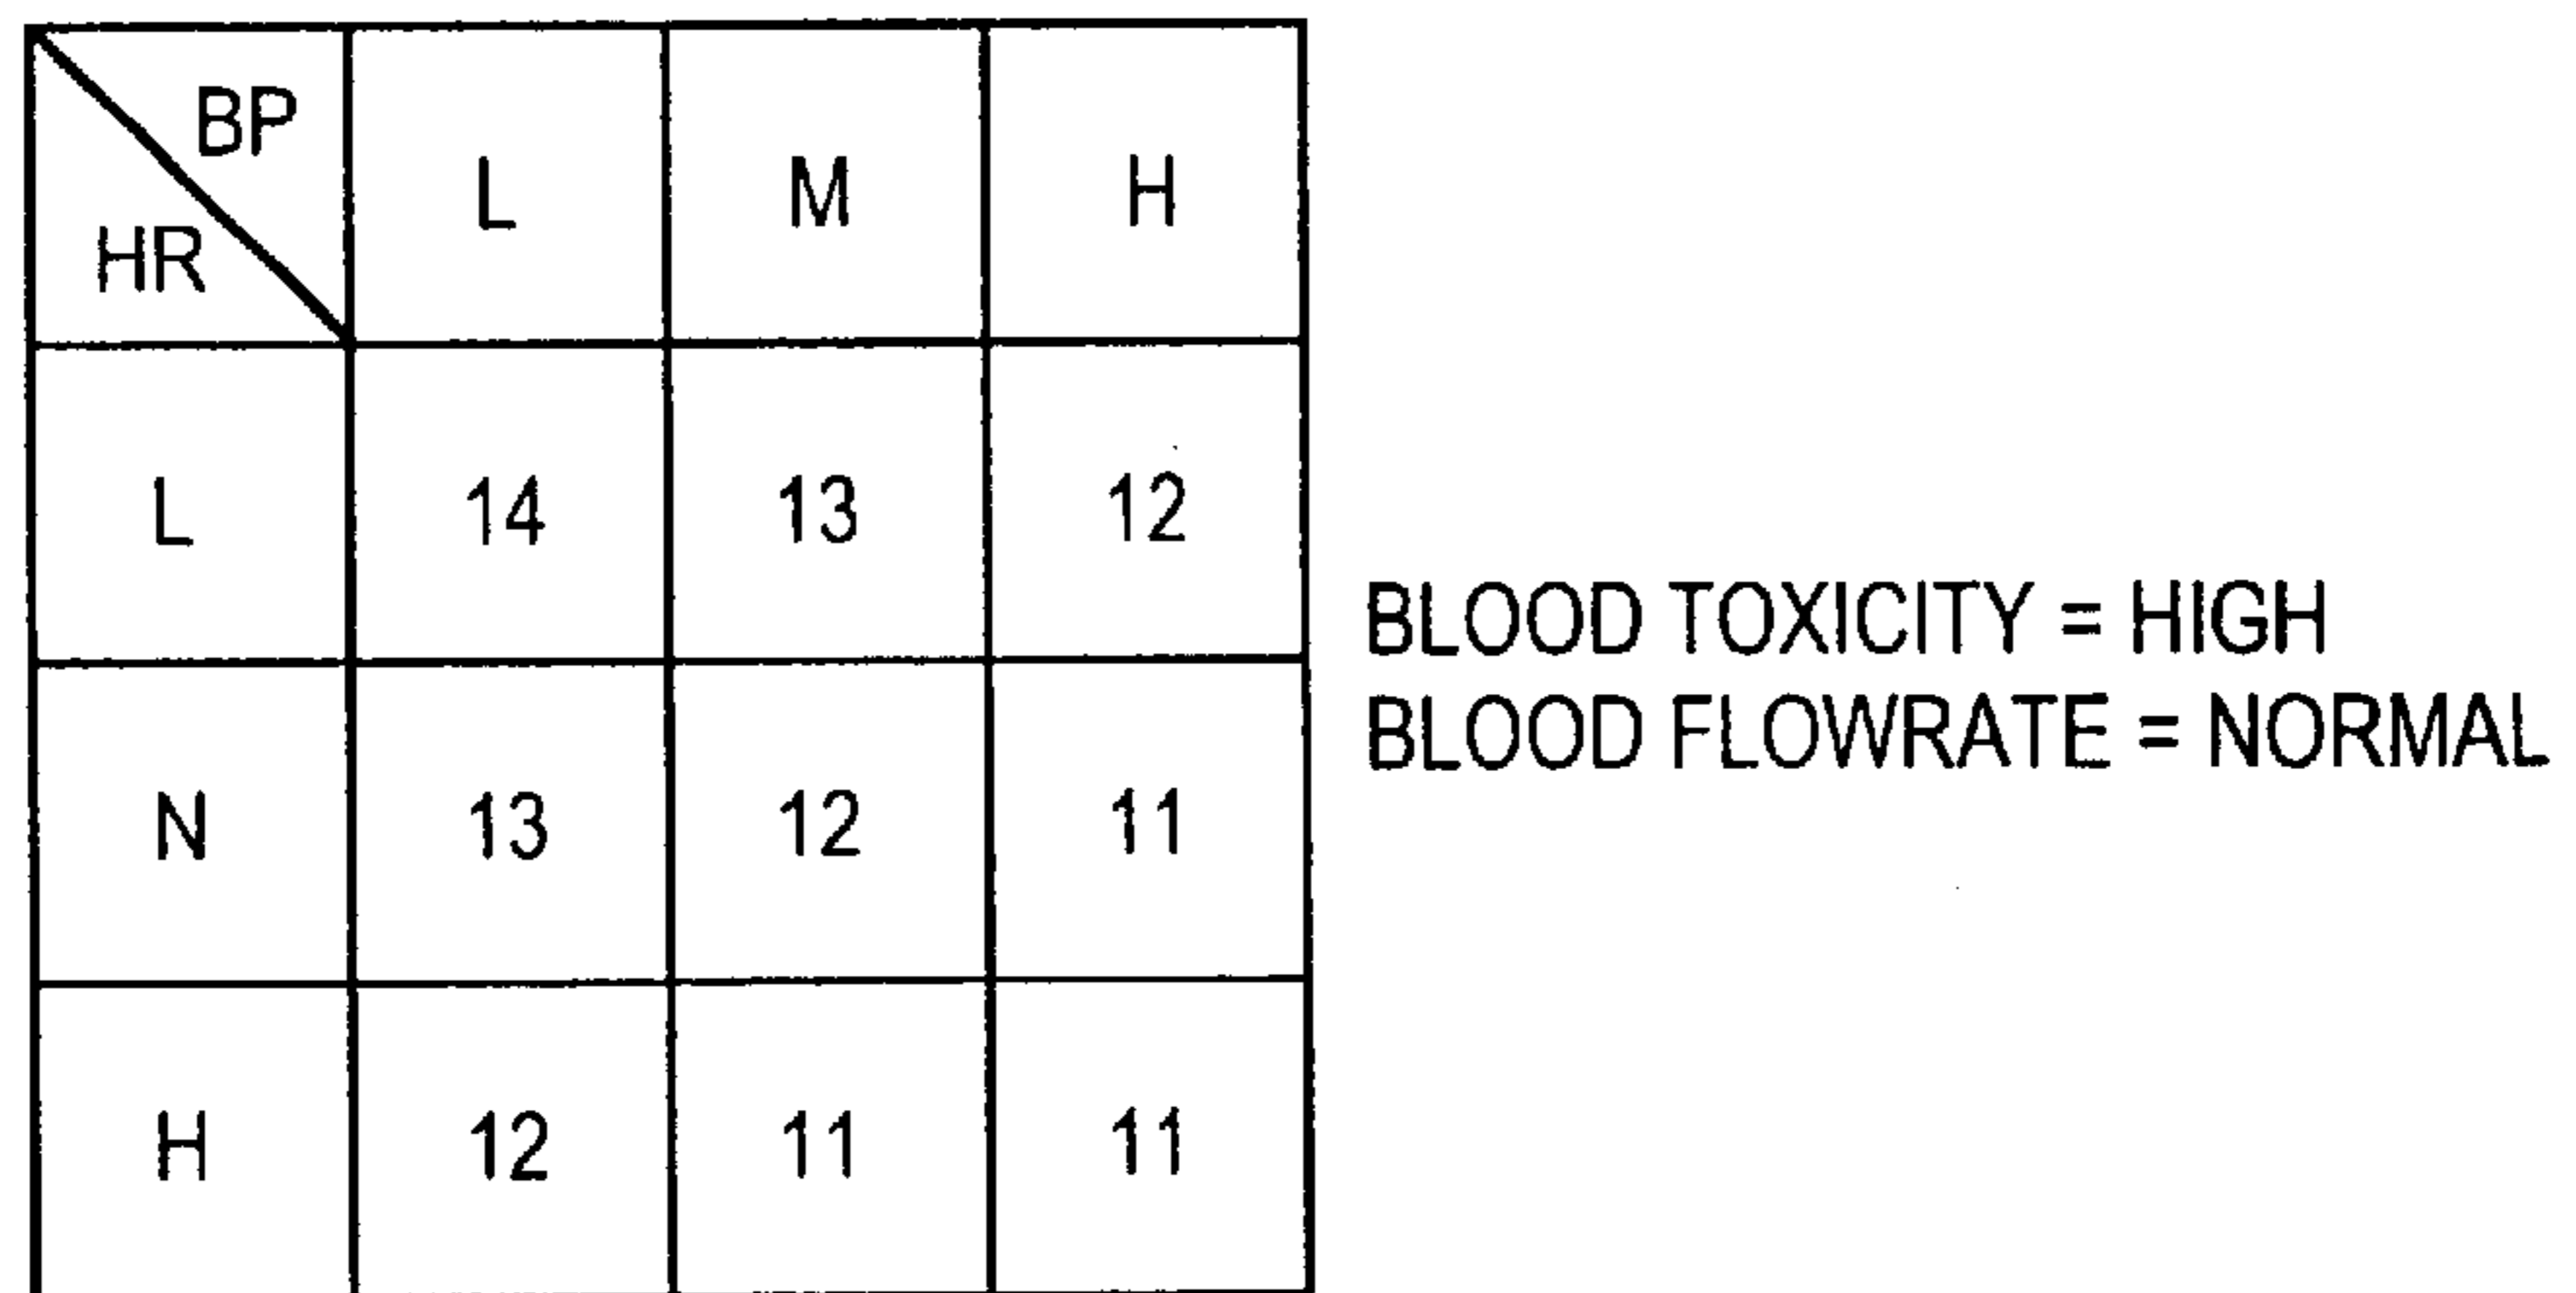 BP
HR
L M H
L 14 13 12
N 13 12 11
H 12 11 11
BLOOD TOXICITY = HIGH
BLOOD FLOWRATE = NORMAL